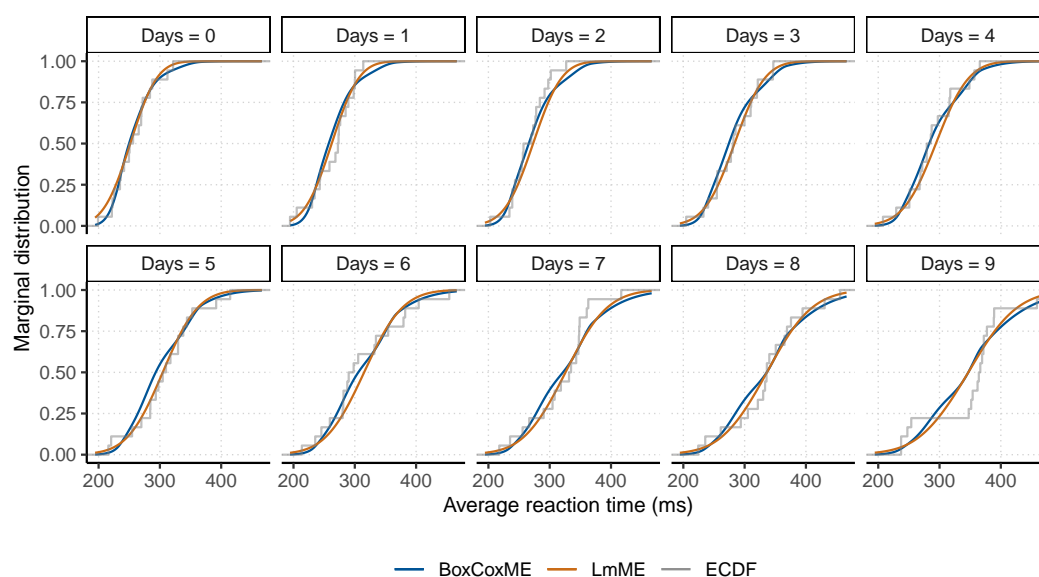 Days = 0 Days = 1 Days = 2 Days = 3 Days = 4
1.00
0.75
0.50
0.25
0.00
Days = 5 Days = 6 Days = 7 Days = 8 Days = 9
1.00
0.75
0.50
0.25
0.00
200 300 400 200 300 400 200 300 400 200 300 400 200 300 400
Marginal distribution
Average reaction time (ms)
BoxCoxME LmME ECDF